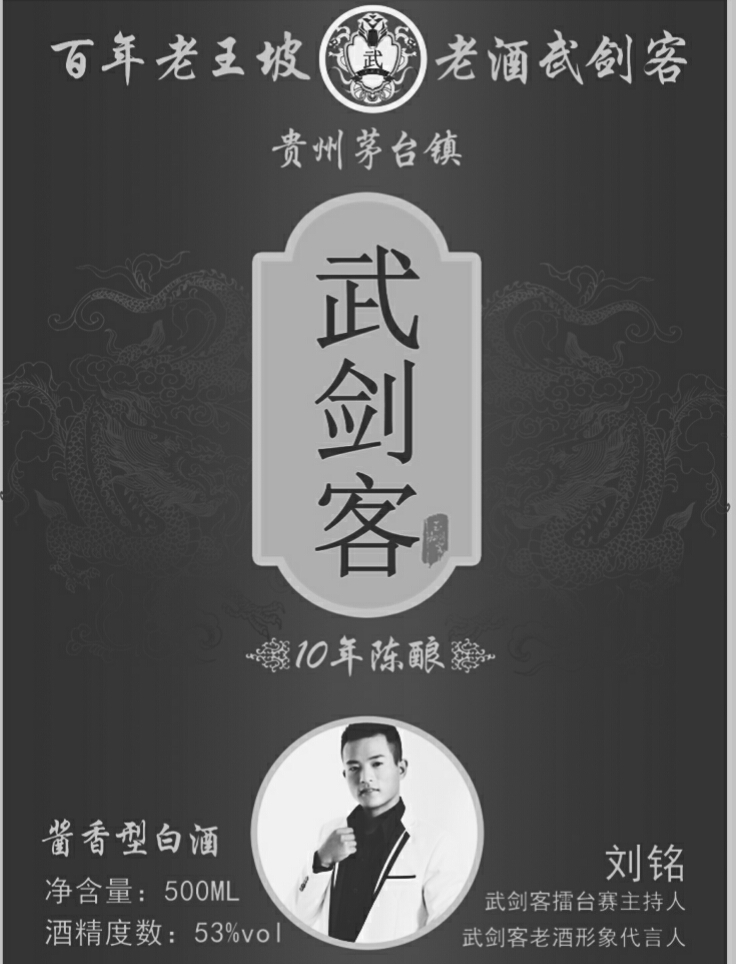 百年老王坡 武 老酒武剑客
贵州茅台镇
武剑客
10年陈酿
酱香型白酒
净含量：500ML
酒精度数：53%vol
刘铭
武剑客擂台赛主持人
武剑客老酒形象代言人